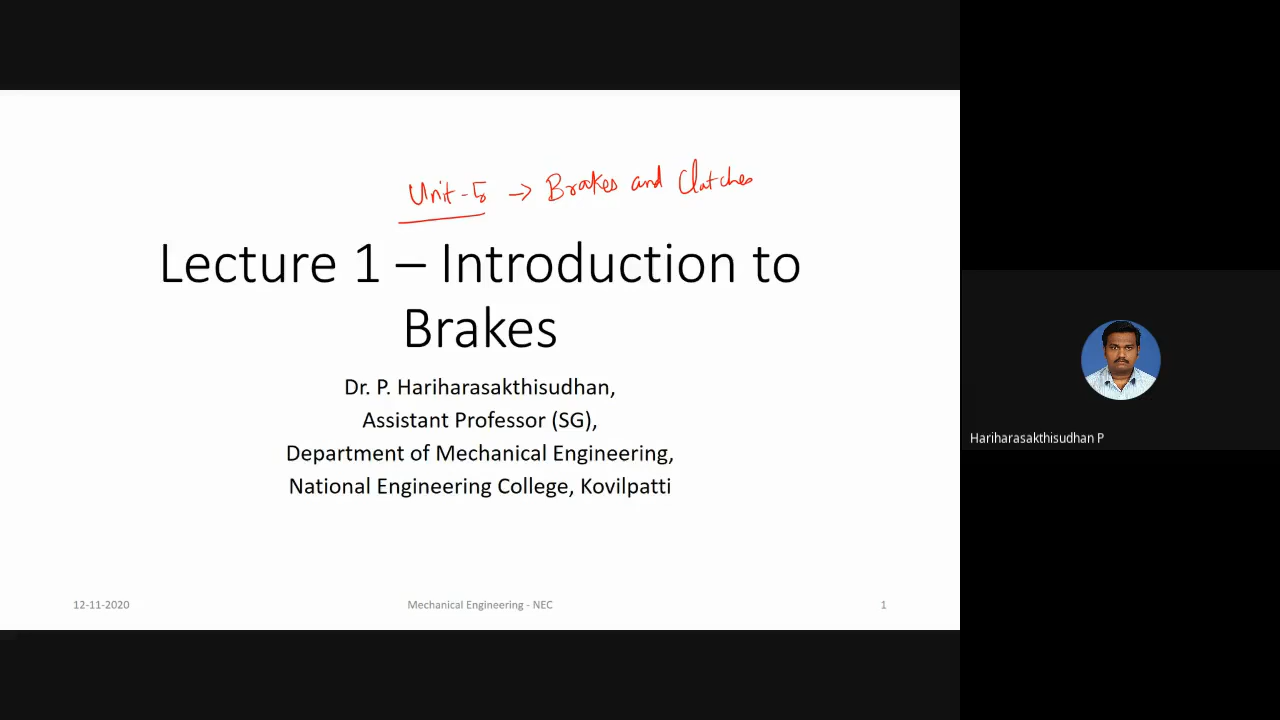 Unit-5 → Brakes and Clutches
Lecture 1 – Introduction to
Brakes
Dr. P. Hariharasakthisudhan,
Assistant Professor (SG),
Department of Mechanical Engineering,
National Engineering College, Kovilpatti
12-11-2020
Mechanical Engineering - NEC
1
Hariharasakthisudhan P